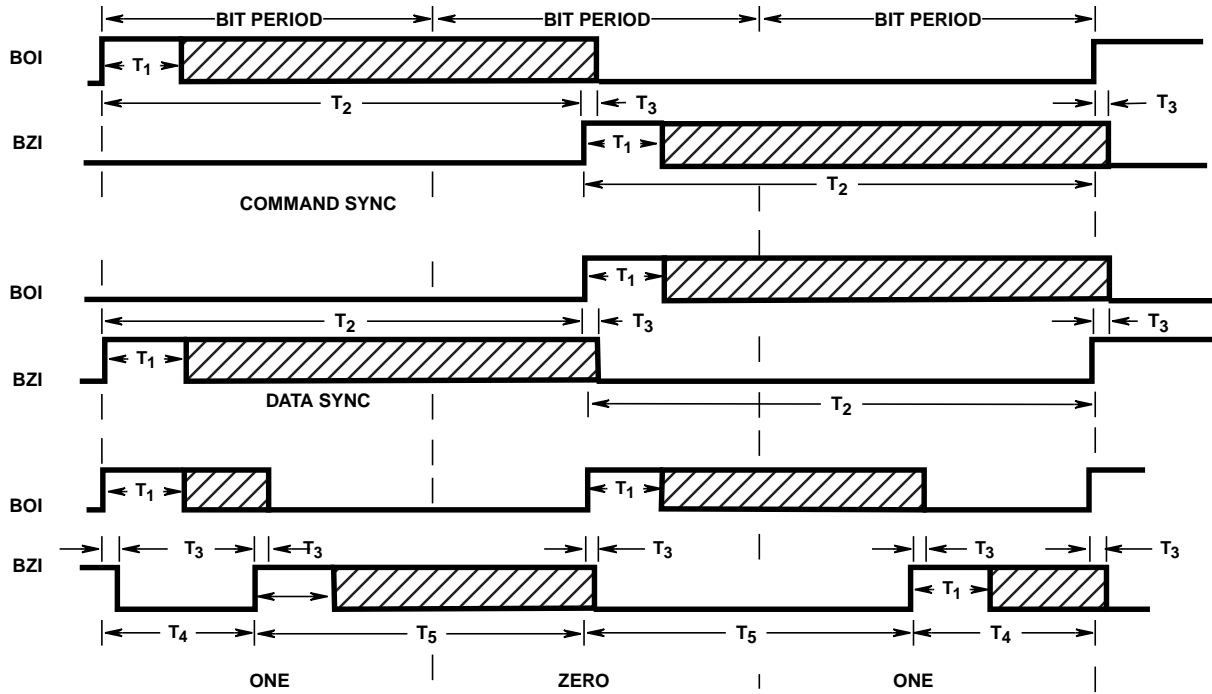 BIT PERIOD BIT PERIOD BIT PERIOD
BOI
T1
T2 T3 T3
BZI
T1
T2
COMMAND SYNC
BOI
T1
T2 T3 T3
BZI
T1
DATA SYNC
T2
BOI
T1 T1
BZI
T3 T3 T3 T3 T3
T1
T4 T5 T5 T4
ONE ZERO ONE